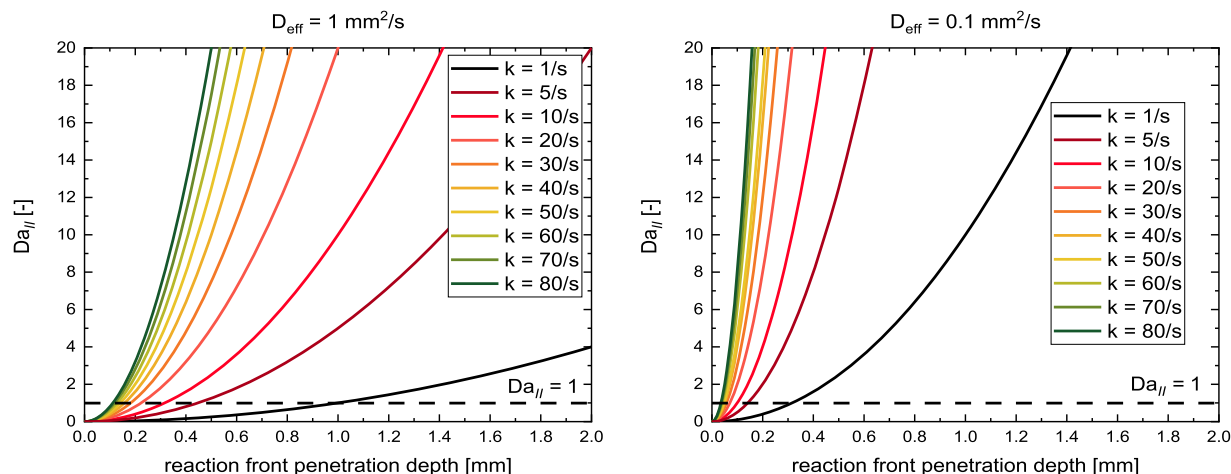 D_eff = 1 mm²/s
20
18
16
14
12
10
8
6
4
2
0
Da_II [-]
k = 1/s
k = 5/s
k = 10/s
k = 20/s
k = 30/s
k = 40/s
k = 50/s
k = 60/s
k = 70/s
k = 80/s
Da_II = 1
0.0 0.2 0.4 0.6 0.8 1.0 1.2 1.4 1.6 1.8 2.0
reaction front penetration depth [mm]
D_eff = 0.1 mm²/s
20
18
16
14
12
10
8
6
4
2
0
Da_II [-]
k = 1/s
k = 5/s
k = 10/s
k = 20/s
k = 30/s
k = 40/s
k = 50/s
k = 60/s
k = 70/s
k = 80/s
Da_II = 1
0.0 0.2 0.4 0.6 0.8 1.0 1.2 1.4 1.6 1.8 2.0
reaction front penetration depth [mm]